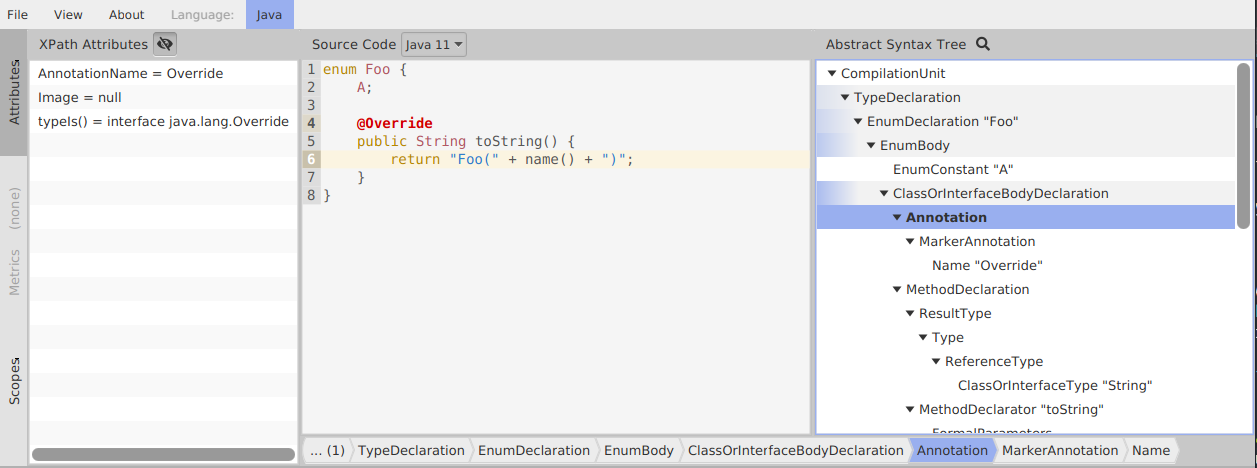 File View About Language: Java
Attributes
Metrics (none)
Scopes
XPath Attributes
AnnotationName = Override
Image = null
typeIs() = interface java.lang.Override
Source Code Java 11
1 enum Foo {
2     A;
3
4     @Override
5     public String toString() {
6         return "Foo(" + name() + ")";
7     }
8 }
Abstract Syntax Tree
CompilationUnit
TypeDeclaration
EnumDeclaration "Foo"
EnumBody
EnumConstant "A"
ClassOrInterfaceBodyDeclaration
Annotation
MarkerAnnotation
Name "Override"
MethodDeclaration
ResultType
Type
ReferenceType
ClassOrInterfaceType "String"
MethodDeclarator "toString"
FormalParameters
... (1) TypeDeclaration EnumDeclaration EnumBody ClassOrInterfaceBodyDeclaration Annotation MarkerAnnotation Name